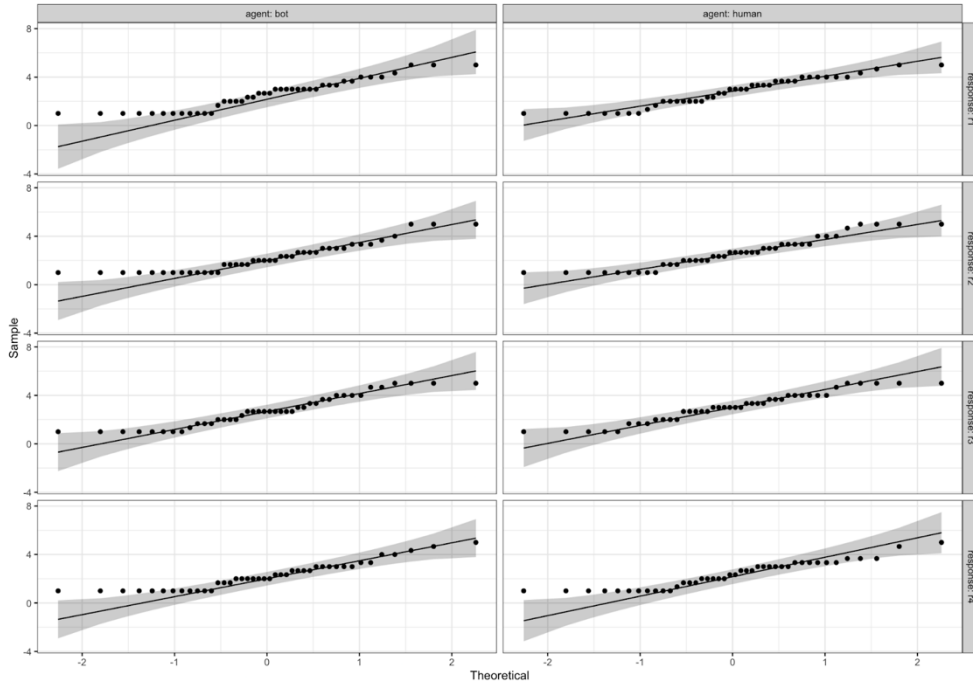 agent: bot
agent: human
8
4
0
-4
response: r1
8
4
0
-4
response: r2
Sample
8
4
0
-4
response: r3
8
4
0
-4
response: r4
-2 -1 0 1 2
-2 -1 0 1 2
Theoretical